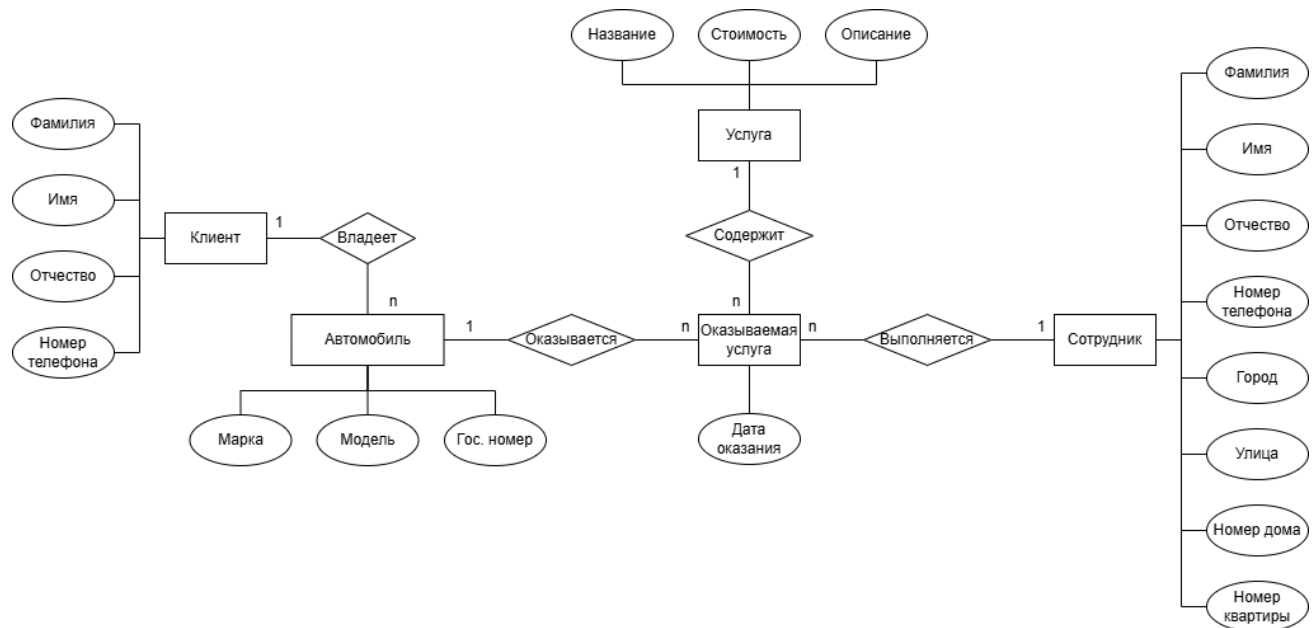 Название
Стоимость
Описание
Фамилия
Фамилия
Услуга
Имя
1
Имя
Клиент
1
Владеет
Содержит
Отчество
Отчество
n
n
Номер
телефона
Автомобиль
1
Оказывается
n
Оказываемая
услуга
n
Выполняется
1
Сотрудник
Номер
телефона
Город
Марка
Модель
Гос. номер
Дата
оказания
Улица
Номер дома
Номер
квартиры